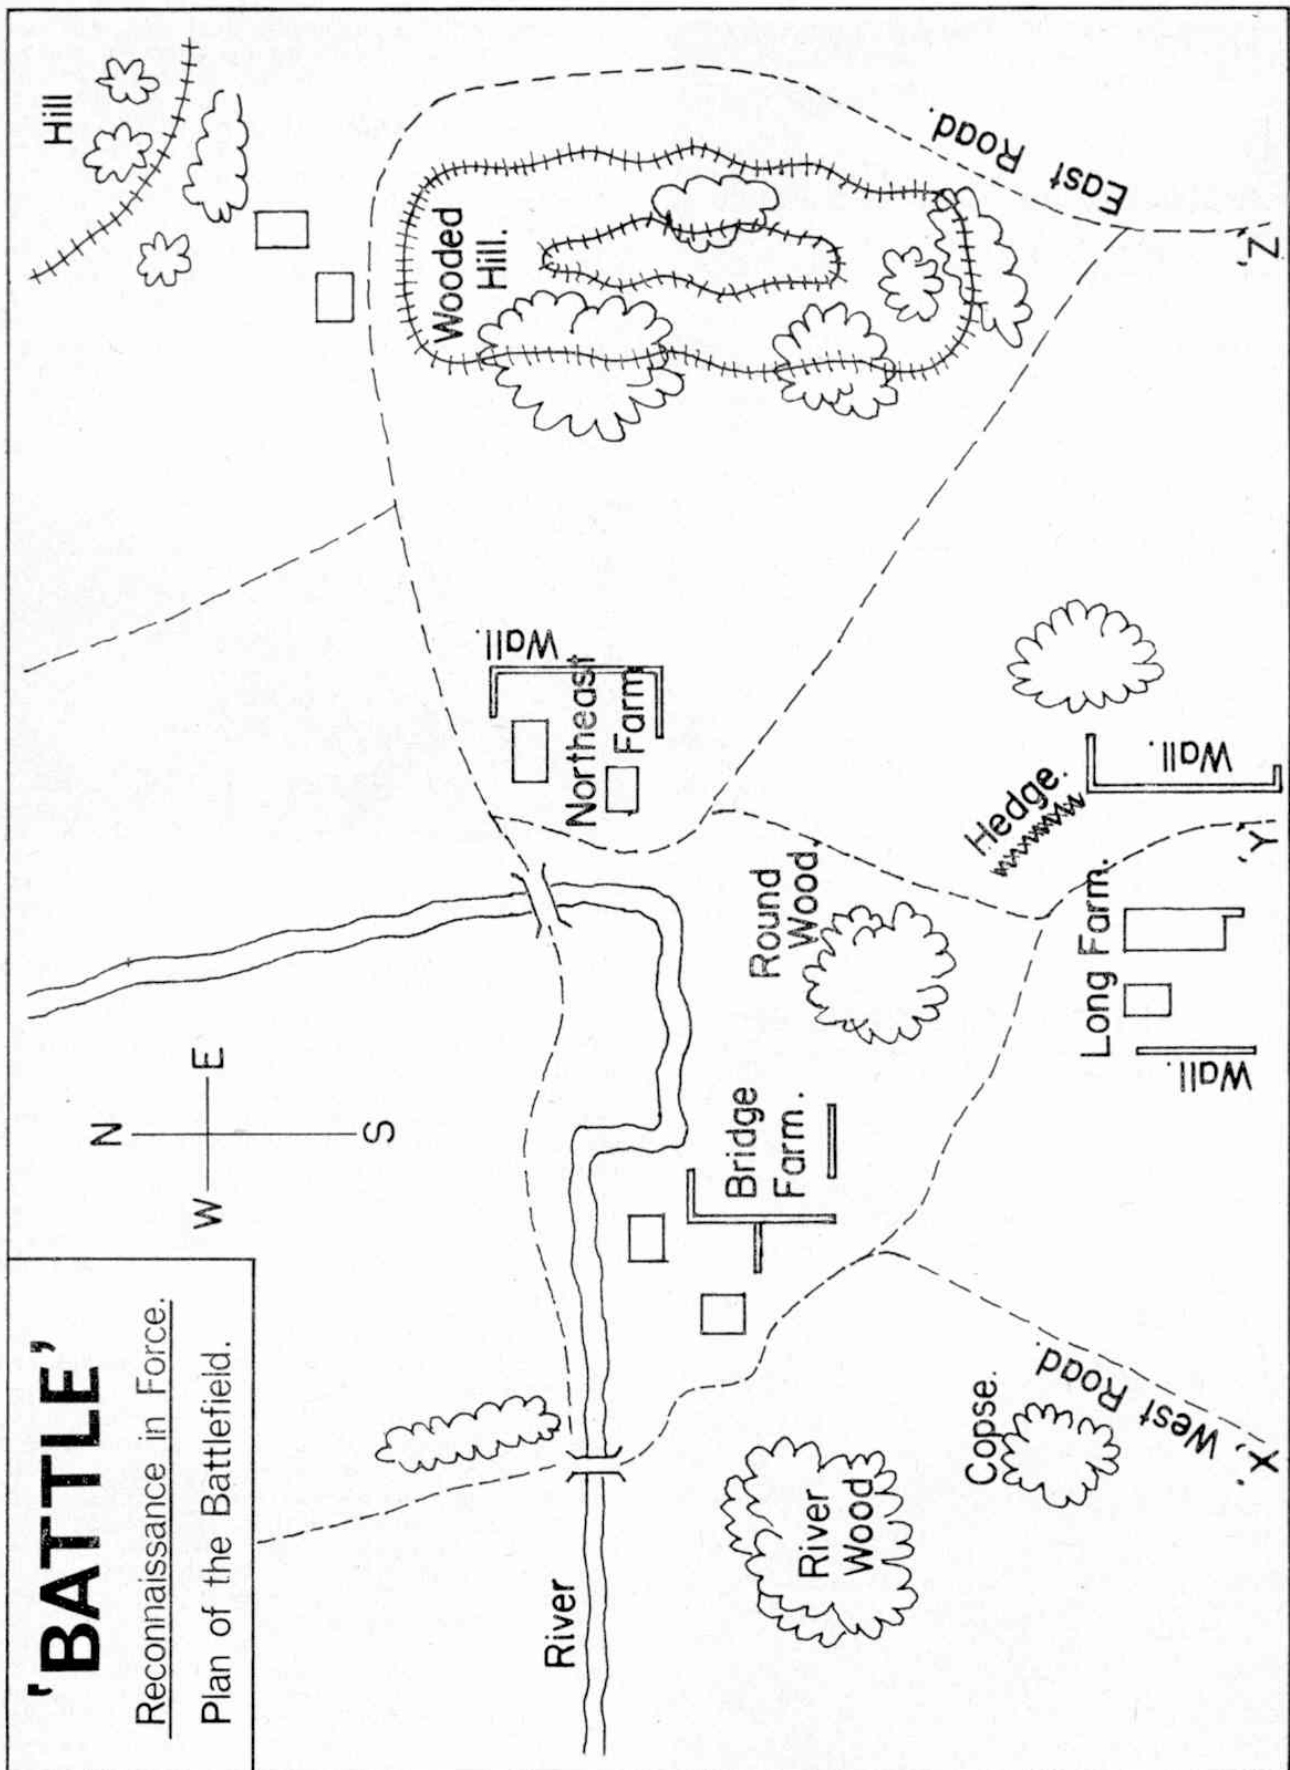 'BATTLE'
Reconnaissance in Force.
Plan of the Battlefield.
N
W
E
S
Hill
Wooded
Hill.
East Road.
'Z'
Wall.
Northeast
Farm
River
Bridge
Farm.
Round
Wood.
Hedge.
Wall.
'Y'
Long Farm.
Wall.
River
Wood
Copse.
West Road.
'X'